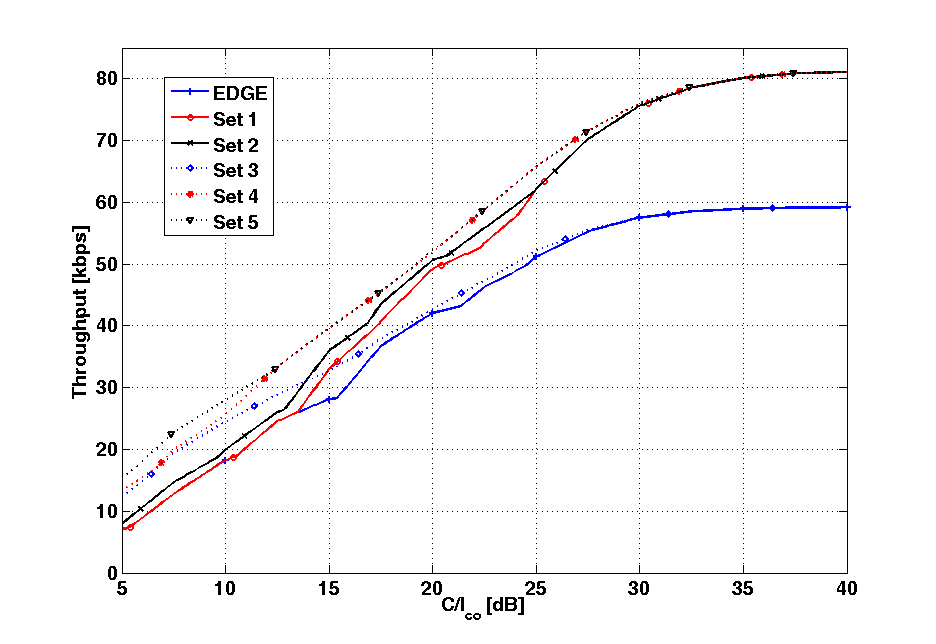 80
70
60
50
40
30
20
10
0
Throughput [kbps]
EDGE
Set 1
Set 2
Set 3
Set 4
Set 5
5 10 15 20 25 30 35 40
C/I_co [dB]